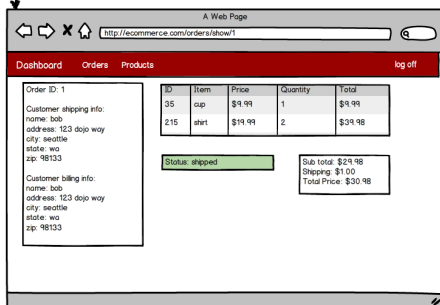 A Web Page
http://ecommerce.com/orders/show/1
Dashboard Orders Products log off
Order ID: 1
Customer shipping info:
name: bob
address: 123 dojo way
city: seattle
state: wa
zip: 98133
Customer billing info:
name: bob
address: 123 dojo way
city: seattle
state: wa
zip: 98133
ID Item Price Quantity Total
35 cup $9.99 1 $9.99
215 shirt $19.99 2 $39.98
Status: shipped
Sub total: $29.98
Shipping: $1.00
Total Price: $30.98